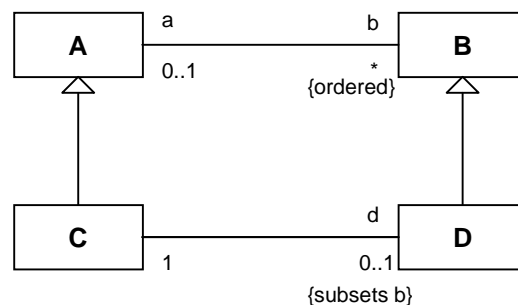 a b
A B
0..1 *
{ordered}
d
C D
1 0..1
{subsets b}